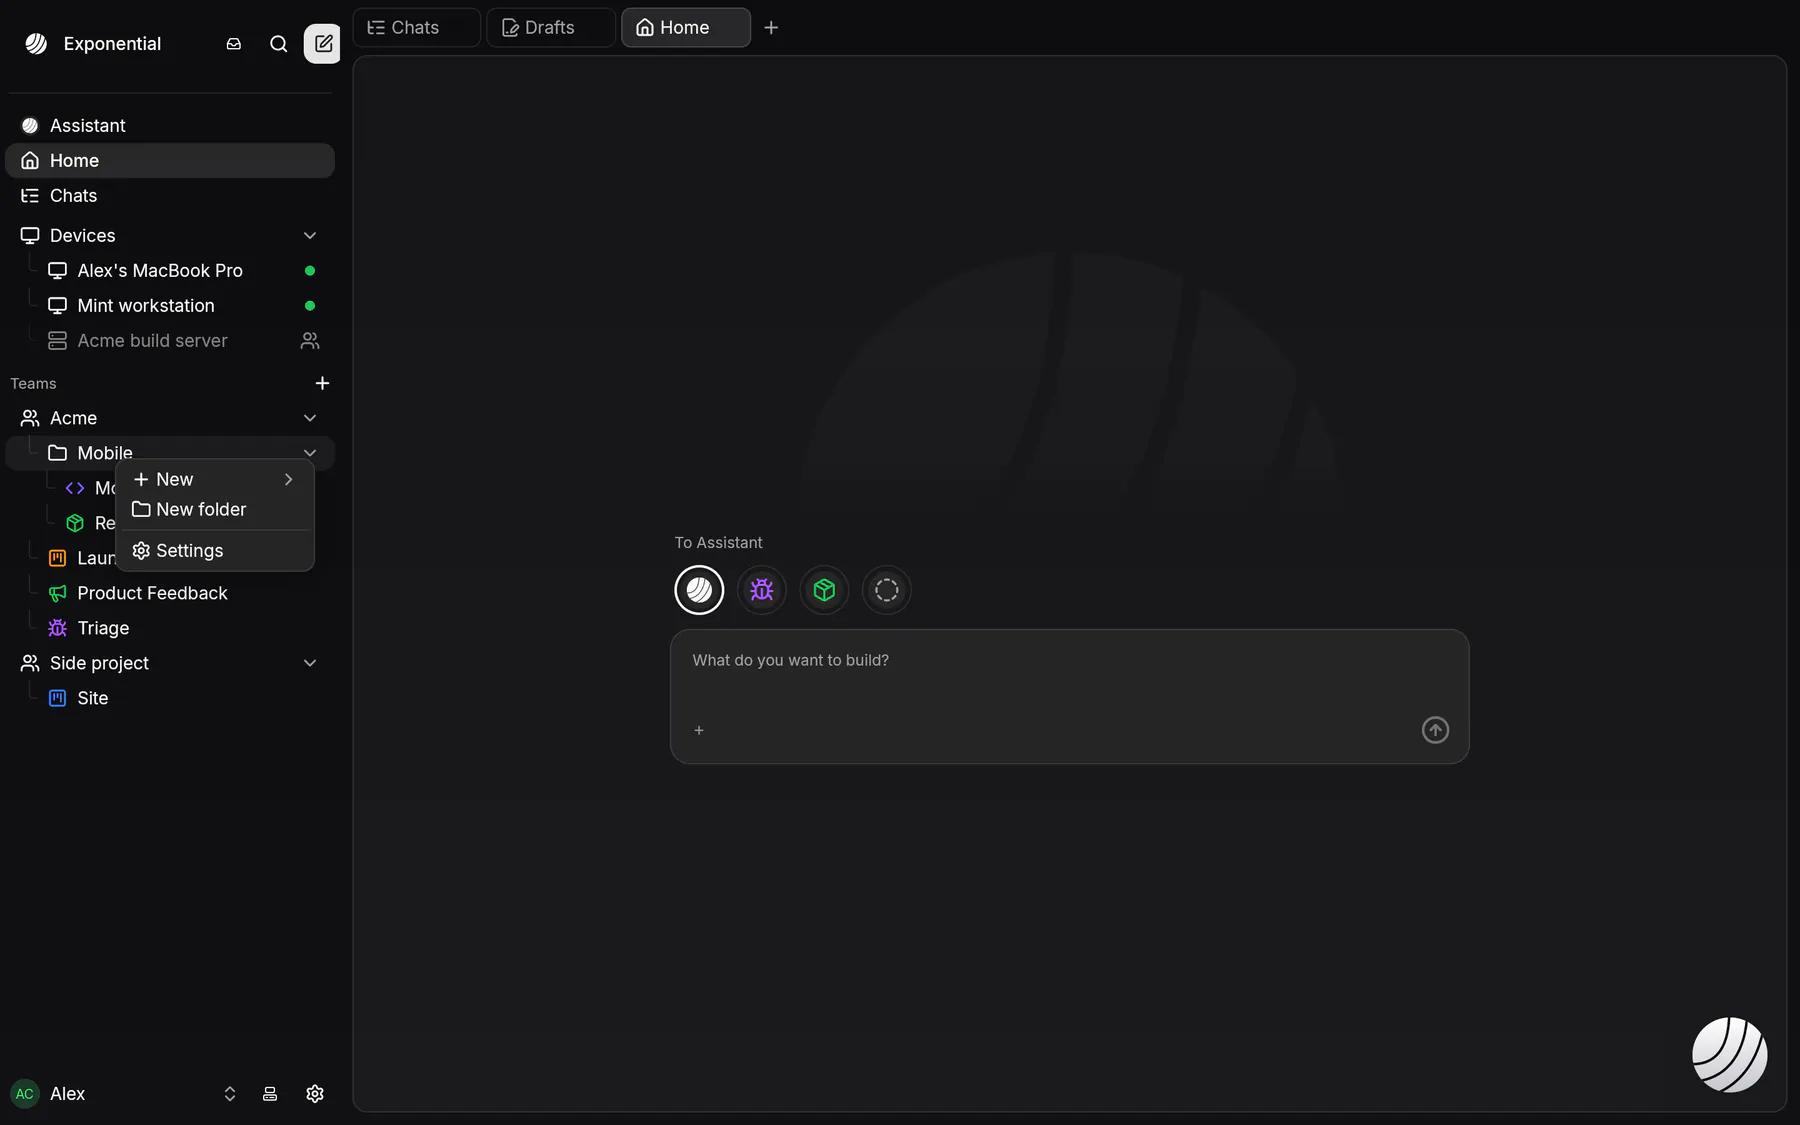 Exponential
Chats
Drafts
Home
Assistant
Home
Chats
Devices
Alex's MacBook Pro
Mint workstation
Acme build server
Teams
Acme
Mobile
New
New folder
Settings
Product Feedback
Triage
Side project
Site
To Assistant
What do you want to build?
AC
Alex